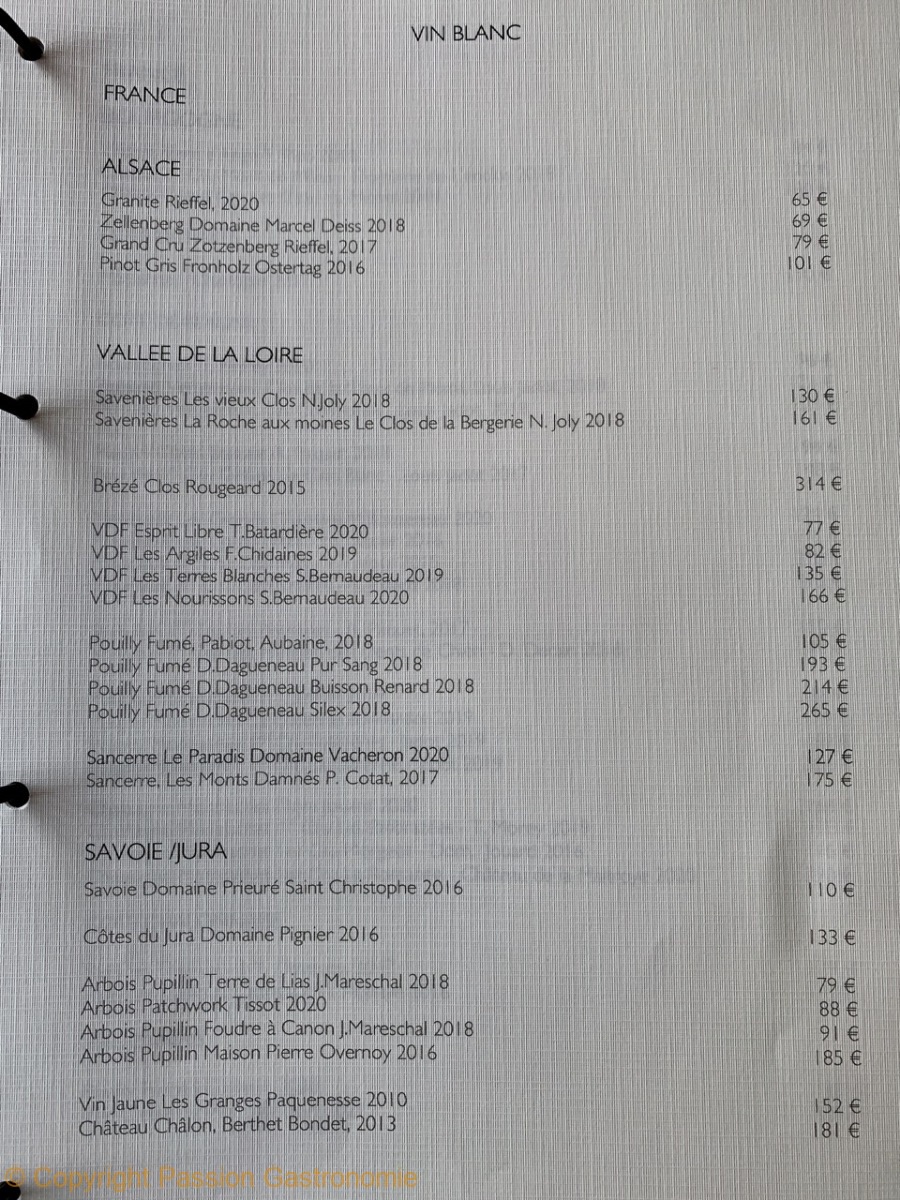 VIN BLANC
FRANCE
ALSACE
Granite Rieffel, 2020 65 €
Zellenberg Domaine Marcel Deiss 2018 69 €
Grand Cru Zotzenberg Rieffel, 2017 79 €
Pinot Gris Fronholz Ostertag 2016 101 €
VALLEE DE LA LOIRE
Savenières Les vieux Clos N.Joly 2018 130 €
Savenières La Roche aux moines Le Clos de la Bergerie N. Joly 2018 161 €
Brézé Clos Rougeard 2015 314 €
VDF Esprit Libre T.Batardière 2020 77 €
VDF Les Argiles F.Chidaines 2019 82 €
VDF Les Terres Blanches S.Bernaudeau 2019 135 €
VDF Les Nourissons S.Bernaudeau 2020 166 €
Pouilly Fumé, Pabiot, Aubaine, 2018 105 €
Pouilly Fumé D.Dagueneau Pur Sang 2018 193 €
Pouilly Fumé D.Dagueneau Buisson Renard 2018 214 €
Pouilly Fumé D.Dagueneau Silex 2018 265 €
Sancerre Le Paradis Domaine Vacheron 2020 127 €
Sancerre, Les Monts Damnés P. Cotat, 2017 175 €
SAVOIE /JURA
Savoie Domaine Prieuré Saint Christophe 2016 110 €
Côtes du Jura Domaine Pignier 2016 133 €
Arbois Pupillin Terre de Lias J.Mareschal 2018 79 €
Arbois Patchwork Tissot 2020 88 €
Arbois Pupillin Foudre à Canon J.Mareschal 2018 91 €
Arbois Pupillin Maison Pierre Overnoy 2016 185 €
Vin Jaune Les Granges Paquenesse 2010 152 €
Château Châlon, Berthet Bondet, 2013 181 €
© Copyright Passion Gastronomie